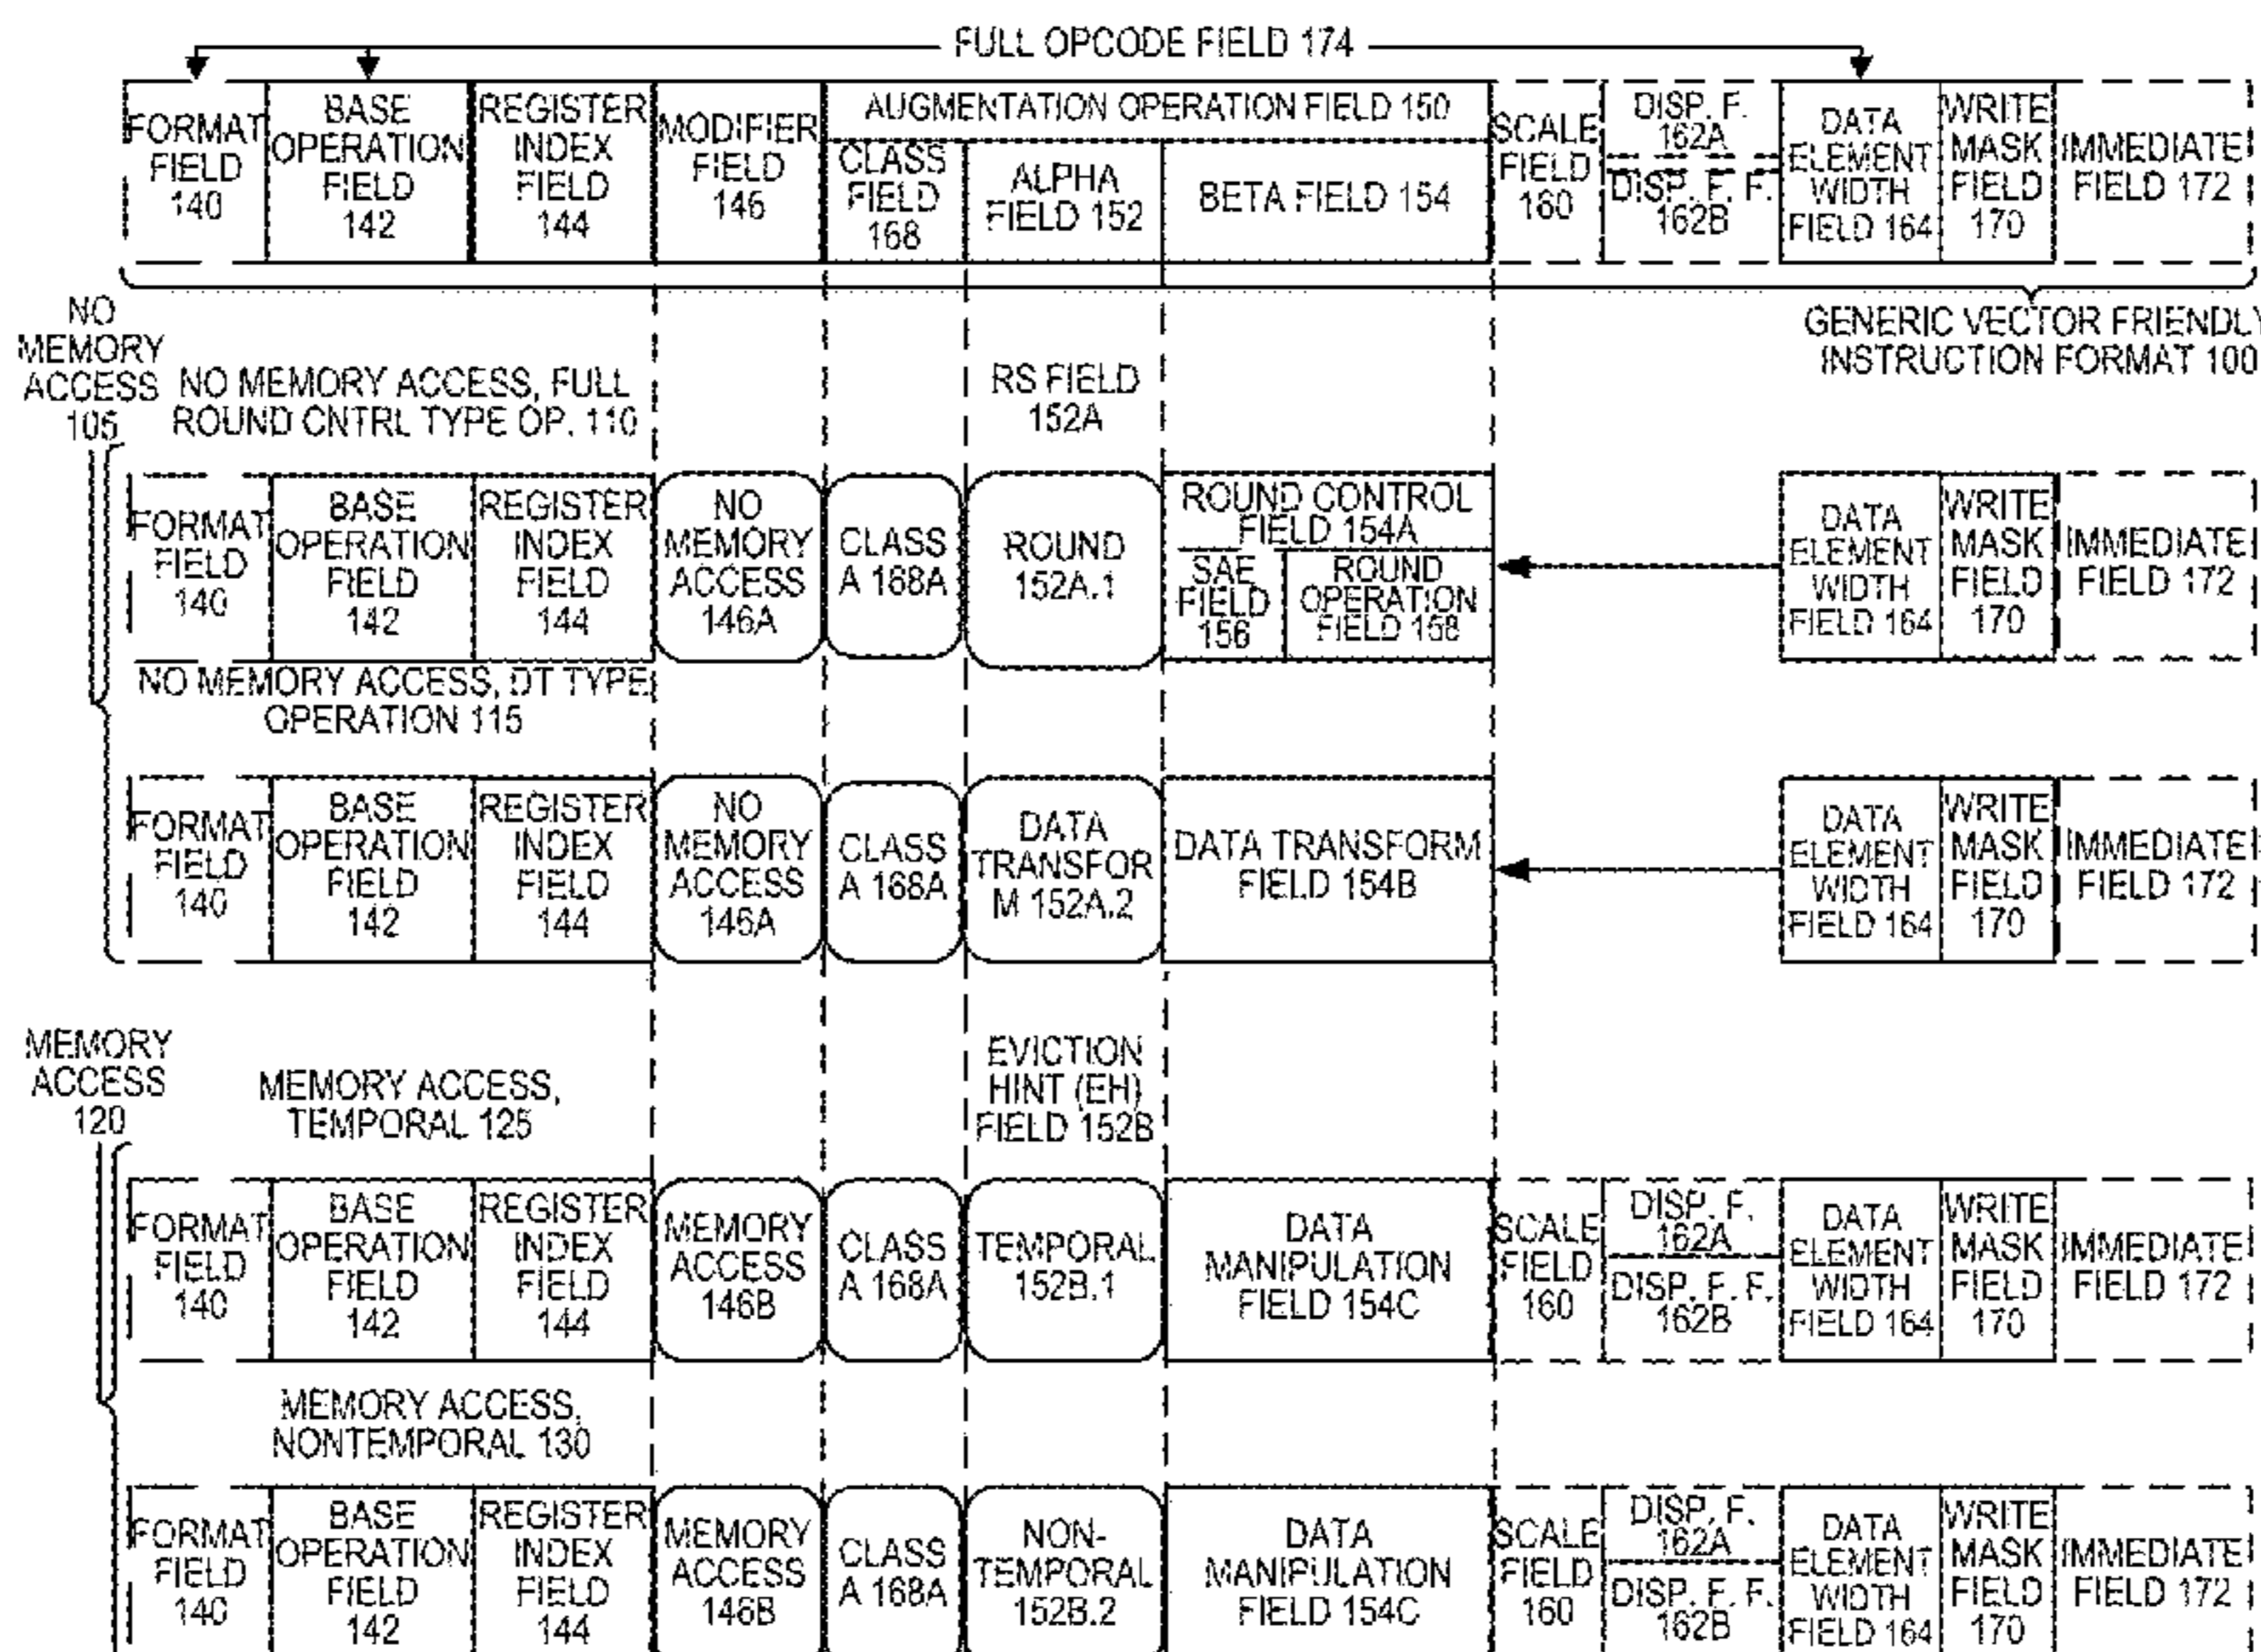 FULL OPCODE FIELD 174
FORMAT
FIELD
140
BASE
OPERATION
FIELD
142
REGISTER
INDEX
FIELD
144
MODIFIER
FIELD
146
AUGMENTATION OPERATION FIELD 150
CLASS
FIELD
168
ALPHA
FIELD 152
BETA FIELD 154
SCALE
FIELD
160
DISP. F.
162A
DISP. F. F.
162B
DATA
ELEMENT
WIDTH
FIELD 164
WRITE
MASK
FIELD
170
IMMEDIATE
FIELD 172
GENERIC VECTOR FRIENDLY
INSTRUCTION FORMAT 100
NO
MEMORY
ACCESS
105
NO MEMORY ACCESS, FULL
ROUND CNTRL TYPE OP. 110
RS FIELD
152A
FORMAT
FIELD
140
BASE
OPERATION
FIELD
142
REGISTER
INDEX
FIELD
144
NO
MEMORY
ACCESS
146A
CLASS
A 168A
ROUND
152A.1
ROUND CONTROL
FIELD 154A
SAE
FIELD
156
ROUND
OPERATION
FIELD 158
DATA
ELEMENT
WIDTH
FIELD 164
WRITE
MASK
FIELD
170
IMMEDIATE
FIELD 172
NO MEMORY ACCESS, DT TYPE
OPERATION 115
FORMAT
FIELD
140
BASE
OPERATION
FIELD
142
REGISTER
INDEX
FIELD
144
NO
MEMORY
ACCESS
146A
CLASS
A 168A
DATA
TRANSFOR
M 152A.2
DATA TRANSFORM
FIELD 154B
DATA
ELEMENT
WIDTH
FIELD 164
WRITE
MASK
FIELD
170
IMMEDIATE
FIELD 172
MEMORY
ACCESS
120
MEMORY ACCESS,
TEMPORAL 125
EVICTION
HINT (EH)
FIELD 152B
FORMAT
FIELD
140
BASE
OPERATION
FIELD
142
REGISTER
INDEX
FIELD
144
MEMORY
ACCESS
146B
CLASS
A 168A
TEMPORAL
152B.1
DATA
MANIPULATION
FIELD 154C
SCALE
FIELD
160
DISP. F.
162A
DISP. F. F.
162B
DATA
ELEMENT
WIDTH
FIELD 164
WRITE
MASK
FIELD
170
IMMEDIATE
FIELD 172
MEMORY ACCESS,
NONTEMPORAL 130
FORMAT
FIELD
140
BASE
OPERATION
FIELD
142
REGISTER
INDEX
FIELD
144
MEMORY
ACCESS
146B
CLASS
A 168A
NON-
TEMPORAL
152B.2
DATA
MANIPULATION
FIELD 154C
SCALE
FIELD
160
DISP. F.
162A
DISP. F. F.
162B
DATA
ELEMENT
WIDTH
FIELD 164
WRITE
MASK
FIELD
170
IMMEDIATE
FIELD 172